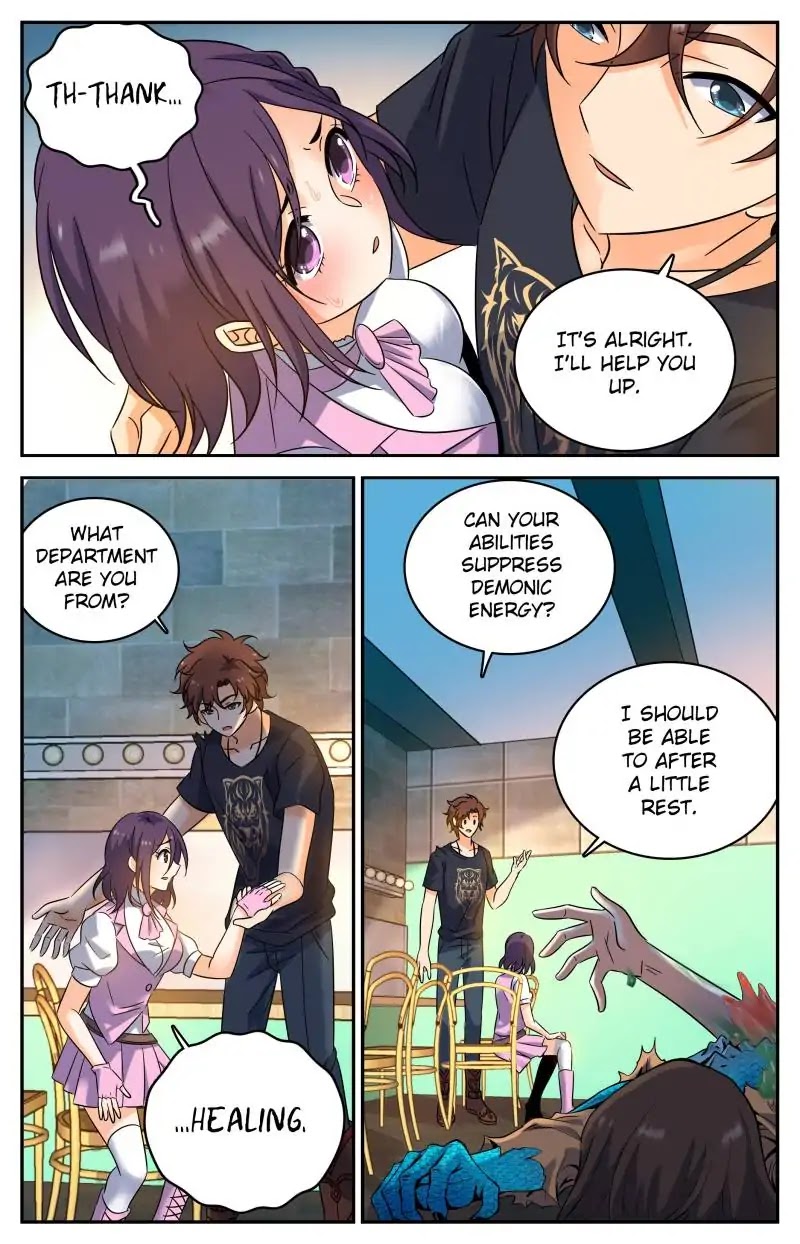 TH-THANK...
IT'S ALRIGHT.
I'LL HELP YOU
UP.
WHAT
DEPARTMENT
ARE YOU
FROM?
...HEALING.
CAN YOUR
ABILITIES
SUPPRESS
DEMONIC
ENERGY?
I SHOULD
BE ABLE
TO AFTER
A LITTLE
REST.